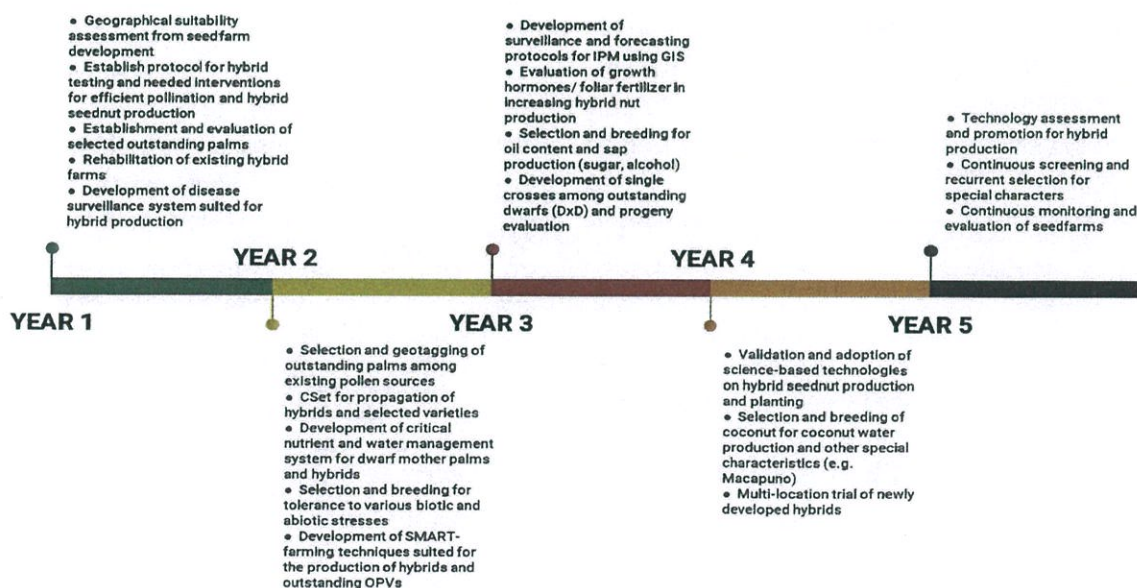 ● Geographical suitability
assessment from seedfarm
development
● Establish protocol for hybrid
testing and needed interventions
for efficient pollination and hybrid
seednut production
● Establishment and evaluation of
selected outstanding palms
● Rehabilitation of existing hybrid
farms
● Development of disease
surveillance system suited for
hybrid production
● Development of
surveillance and forecasting
protocols for IPM using GIS
● Evaluation of growth
hormones/ foliar fertilizer in
increasing hybrid nut
production
● Selection and breeding for
oil content and sap
production (sugar, alcohol)
● Development of single
crosses among outstanding
dwarfs (DxD) and progeny
evaluation
● Technology assessment
and promotion for hybrid
production
● Continuous screening and
recurrent selection for
special characters
● Continuous monitoring and
evaluation of seedfarms
YEAR 2
YEAR 4
YEAR 1
YEAR 3
YEAR 5
● Selection and geotagging of
outstanding palms among
existing pollen sources
● CSet for propagation of
hybrids and selected varieties
● Development of critical
nutrient and water management
system for dwarf mother palms
and hybrids
● Selection and breeding for
tolerance to various biotic and
abiotic stresses
● Development of SMART-
farming techniques suited for
the production of hybrids and
outstanding OPVs
● Validation and adoption of
science-based technologies
on hybrid seednut production
and planting
● Selection and breeding of
coconut for coconut water
production and other special
characteristics (e.g.
Macapuno)
● Multi-location trial of newly
developed hybrids